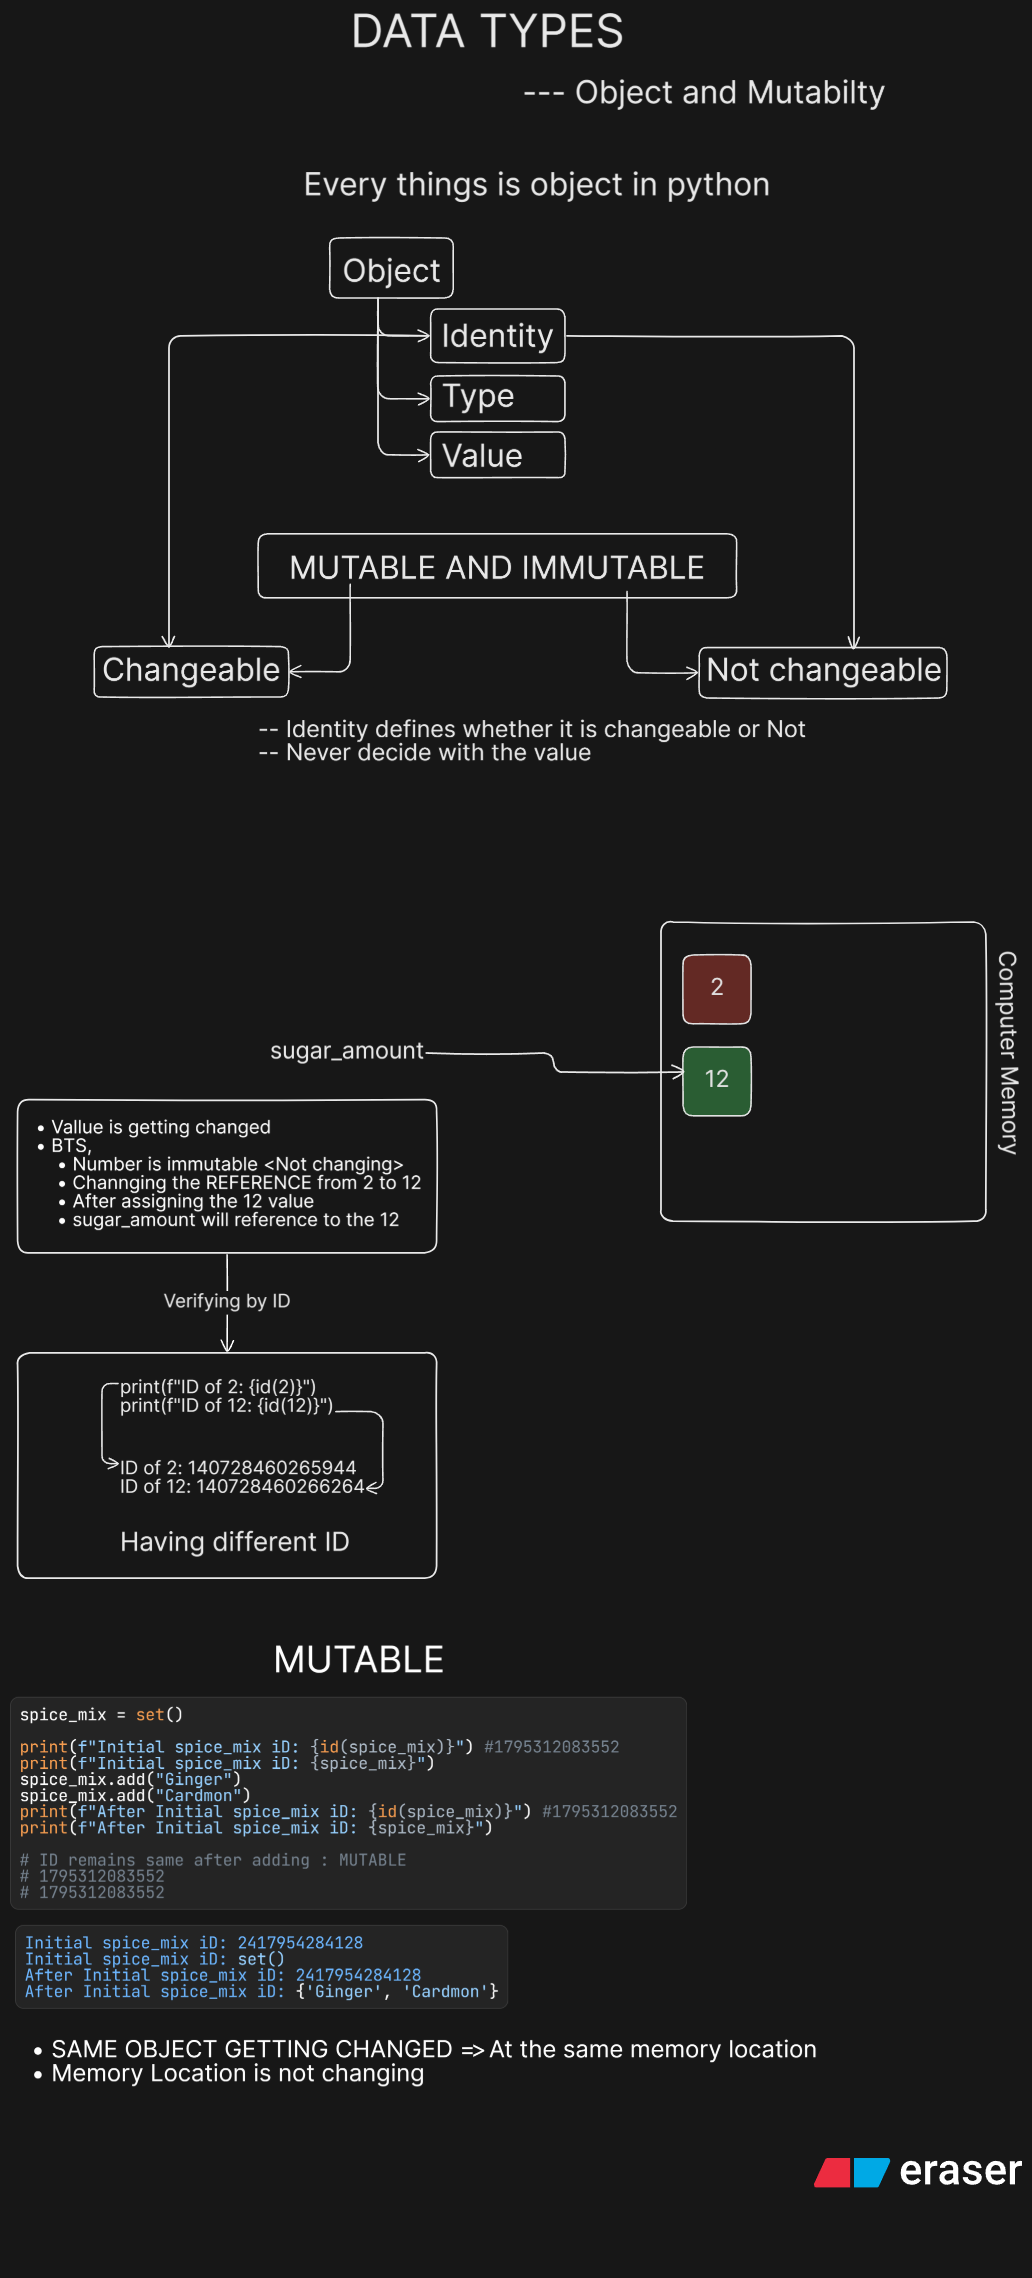 DATA TYPES
--- Object and Mutabilty
Every things is object in python
Object
Identity
Type
Value
MUTABLE AND IMMUTABLE
Changeable
Not changeable
-- Identity defines whether it is changeable or Not
-- Never decide with the value
Computer Memory
2
sugar_amount
12
• Vallue is getting changed
• BTS,
• Number is immutable <Not changing>
• Channging the REFERENCE from 2 to 12
• After assigning the 12 value
• sugar_amount will reference to the 12
Verifying by ID
print(f"ID of 2: {id(2)}")
print(f"ID of 12: {id(12)}")
ID of 2: 140728460265944
ID of 12: 140728460266264
Having different ID
MUTABLE
spice_mix = set()
print(f"Initial spice_mix iD: {id(spice_mix)}") #1795312083552
print(f"Initial spice_mix iD: {spice_mix}")
spice_mix.add("Ginger")
spice_mix.add("Cardmon")
print(f"After Initial spice_mix iD: {id(spice_mix)}") #1795312083552
print(f"After Initial spice_mix iD: {spice_mix}")
# ID remains same after adding : MUTABLE
# 1795312083552
# 1795312083552
Initial spice_mix iD: 2417954284128
Initial spice_mix iD: set()
After Initial spice_mix iD: 2417954284128
After Initial spice_mix iD: {'Ginger', 'Cardmon'}
• SAME OBJECT GETTING CHANGED => At the same memory location
• Memory Location is not changing
eraser